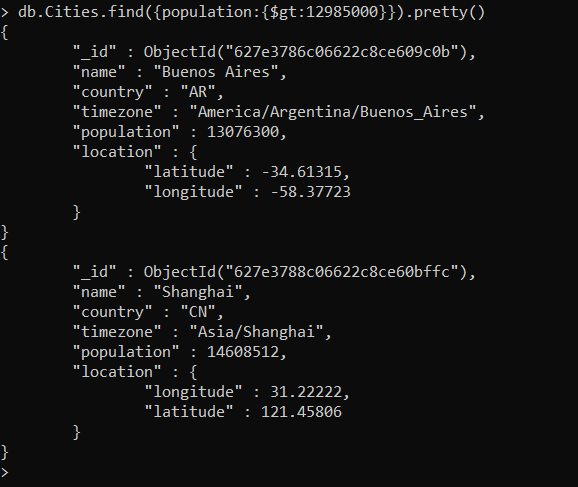 > db.Cities.find({population:{$gt:12985000}}).pretty()
{
        "_id" : ObjectId("627e3786c06622c8ce609c0b"),
        "name" : "Buenos Aires",
        "country" : "AR",
        "timezone" : "America/Argentina/Buenos_Aires",
        "population" : 13076300,
        "location" : {
                "latitude" : -34.61315,
                "longitude" : -58.37723
        }
}
{
        "_id" : ObjectId("627e3788c06622c8ce60bffc"),
        "name" : "Shanghai",
        "country" : "CN",
        "timezone" : "Asia/Shanghai",
        "population" : 14608512,
        "location" : {
                "longitude" : 31.22222,
                "latitude" : 121.45806
        }
}
>